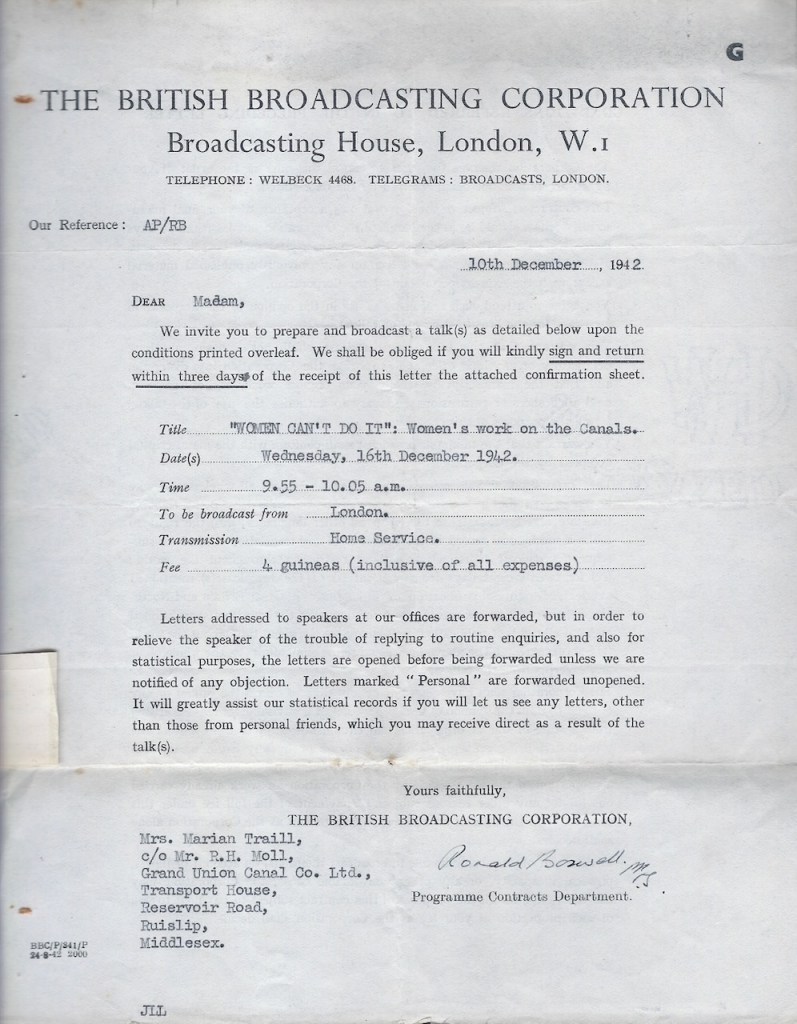 G
THE BRITISH BROADCASTING CORPORATION
Broadcasting House, London, W.1
TELEPHONE : WELBECK 4468. TELEGRAMS : BROADCASTS, LONDON.
Our Reference : AP/RB
10th December, 1942.
DEAR Madam,
We invite you to prepare and broadcast a talk(s) as detailed below upon the
conditions printed overleaf. We shall be obliged if you will kindly sign and return
within three days of the receipt of this letter the attached confirmation sheet.
Title "WOMEN CAN'T DO IT": Women's work on the Canals.
Date(s) Wednesday, 16th December 1942.
Time 9.55 - 10.05 a.m.
To be broadcast from London.
Transmission Home Service.
Fee 4 guineas (inclusive of all expenses)
Letters addressed to speakers at our offices are forwarded, but in order to
relieve the speaker of the trouble of replying to routine enquiries, and also for
statistical purposes, the letters are opened before being forwarded unless we are
notified of any objection. Letters marked " Personal " are forwarded unopened.
It will greatly assist our statistical records if you will let us see any letters, other
than those from personal friends, which you may receive direct as a result of the
talk(s).
Yours faithfully,
THE BRITISH BROADCASTING CORPORATION,
Ronald Boswell.
Programme Contracts Department.
Mrs. Marian Traill,
c/o Mr. R.H. Moll,
Grand Union Canal Co. Ltd.,
Transport House,
Reservoir Road,
Ruislip,
Middlesex.
BBC/P/241/P
24-8-42 2000
JLL